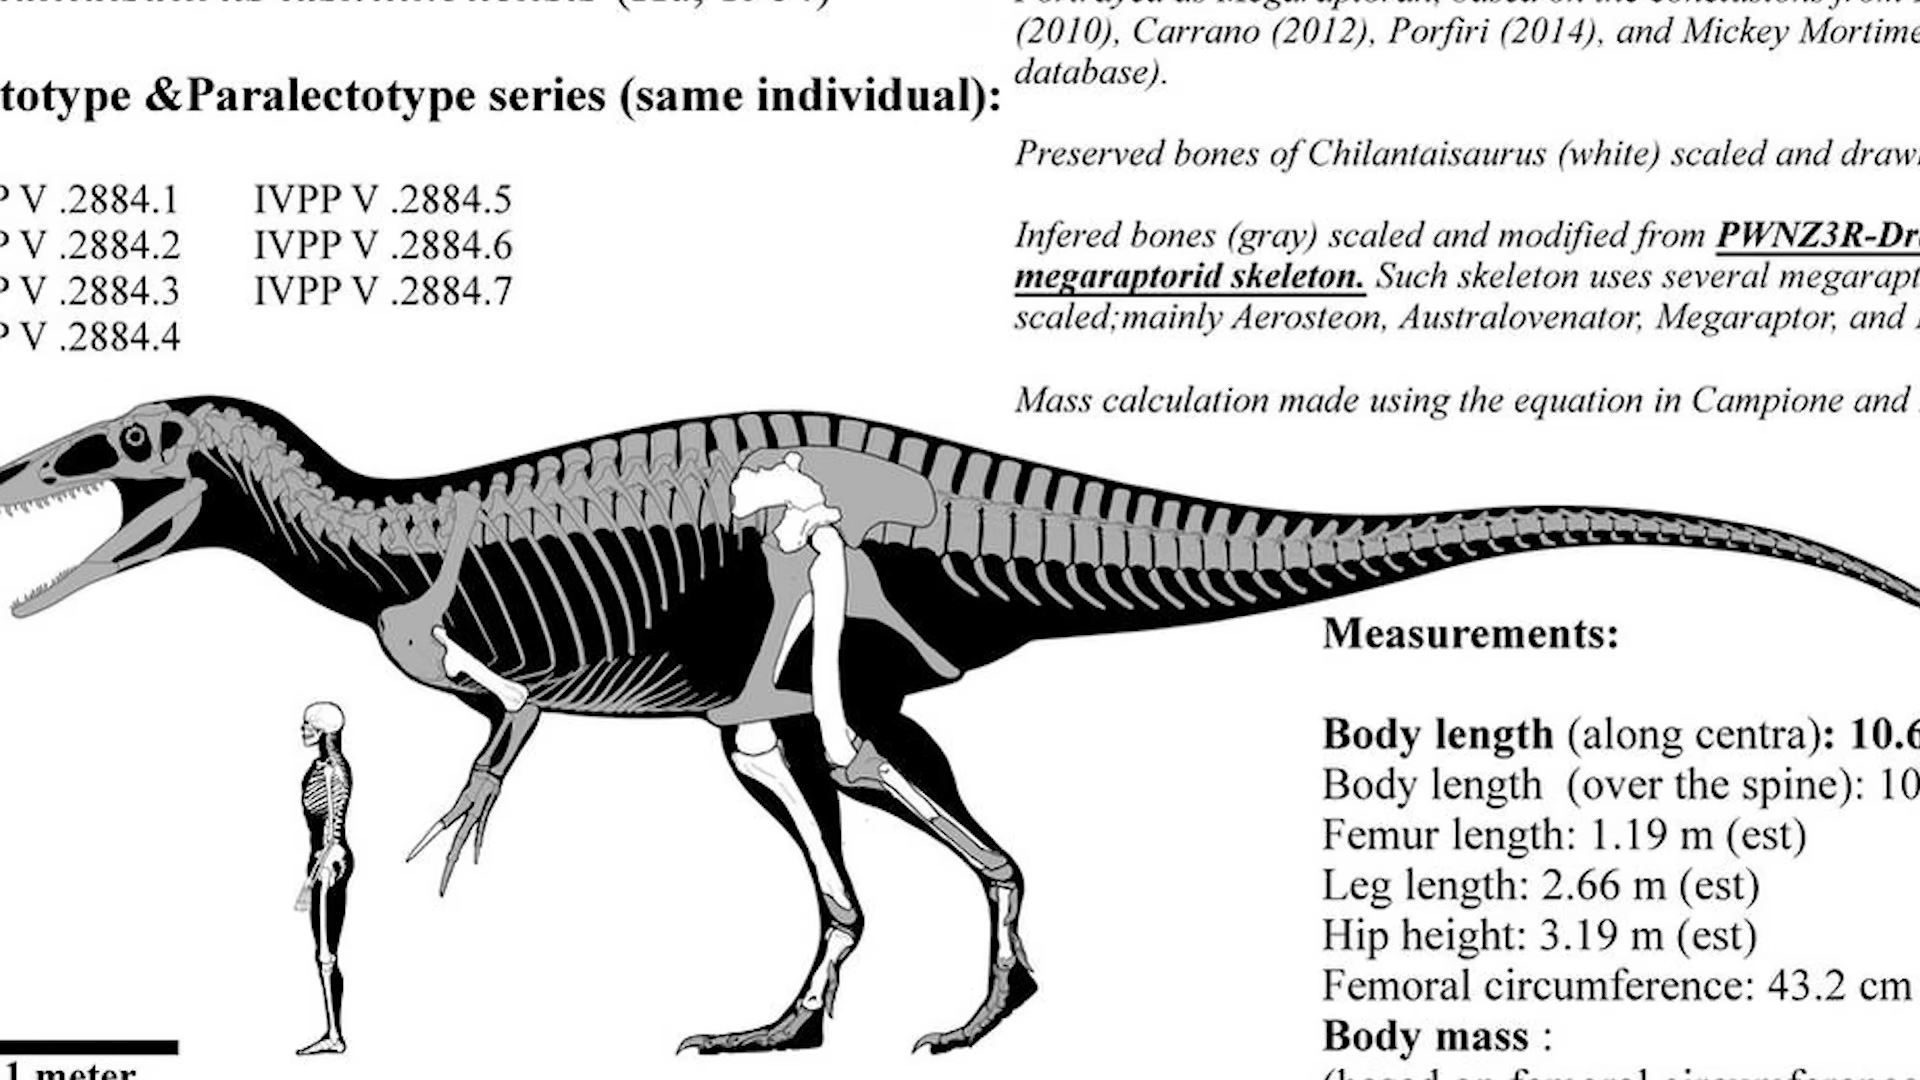 totype &Paralectotype series (same individual):
P V .2884.1 IVPP V .2884.5
P V .2884.2 IVPP V .2884.6
P V .2884.3 IVPP V .2884.7
P V .2884.4
(2010), Carrano (2012), Porfiri (2014), and Mickey Mortime
database).
Preserved bones of Chilantaisaurus (white) scaled and draw
Infered bones (gray) scaled and modified from PWNZ3R-Dr
megaraptorid skeleton. Such skeleton uses several megarapt
scaled;mainly Aerosteon, Australovenator, Megaraptor, and
Mass calculation made using the equation in Campione and
Measurements:
Body length (along centra): 10.6
Body length (over the spine): 10
Femur length: 1.19 m (est)
Leg length: 2.66 m (est)
Hip height: 3.19 m (est)
Femoral circumference: 43.2 cm
Body mass :
1 meter